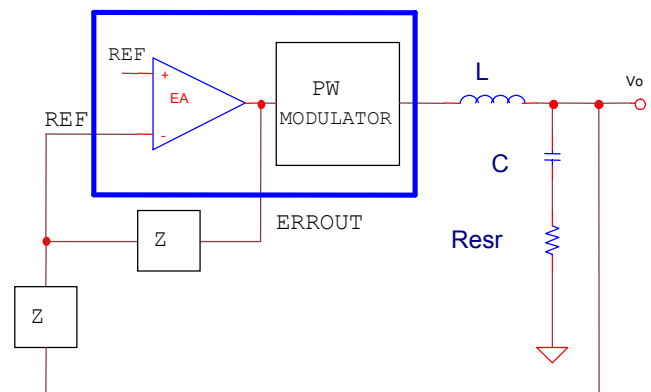 REF
+
EA
-
PW
MODULATOR
L
Vo
REF
C
ERROUT
Resr
Z
Z